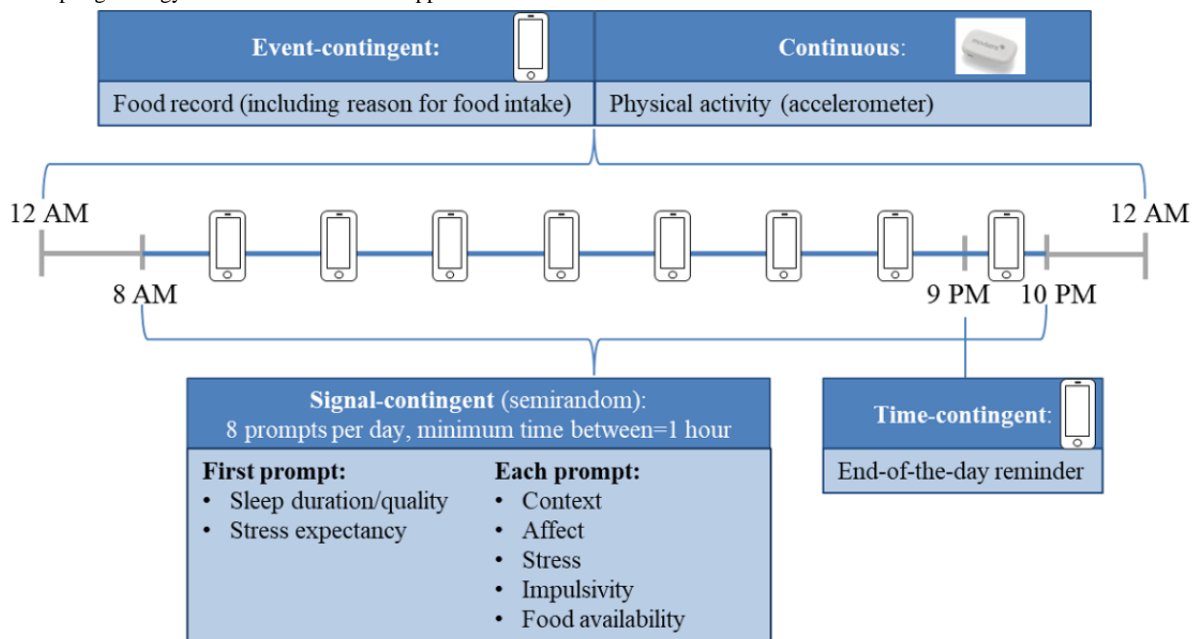 Event-contingent:
Continuous:
Food record (including reason for food intake)
Physical activity (accelerometer)
12 AM
12 AM
8 AM
9 PM
10 PM
Signal-contingent (semirandom):
8 prompts per day, minimum time between=1 hour
First prompt:
• Sleep duration/quality
• Stress expectancy
Each prompt:
• Context
• Affect
• Stress
• Impulsivity
• Food availability
Time-contingent:
End-of-the-day reminder